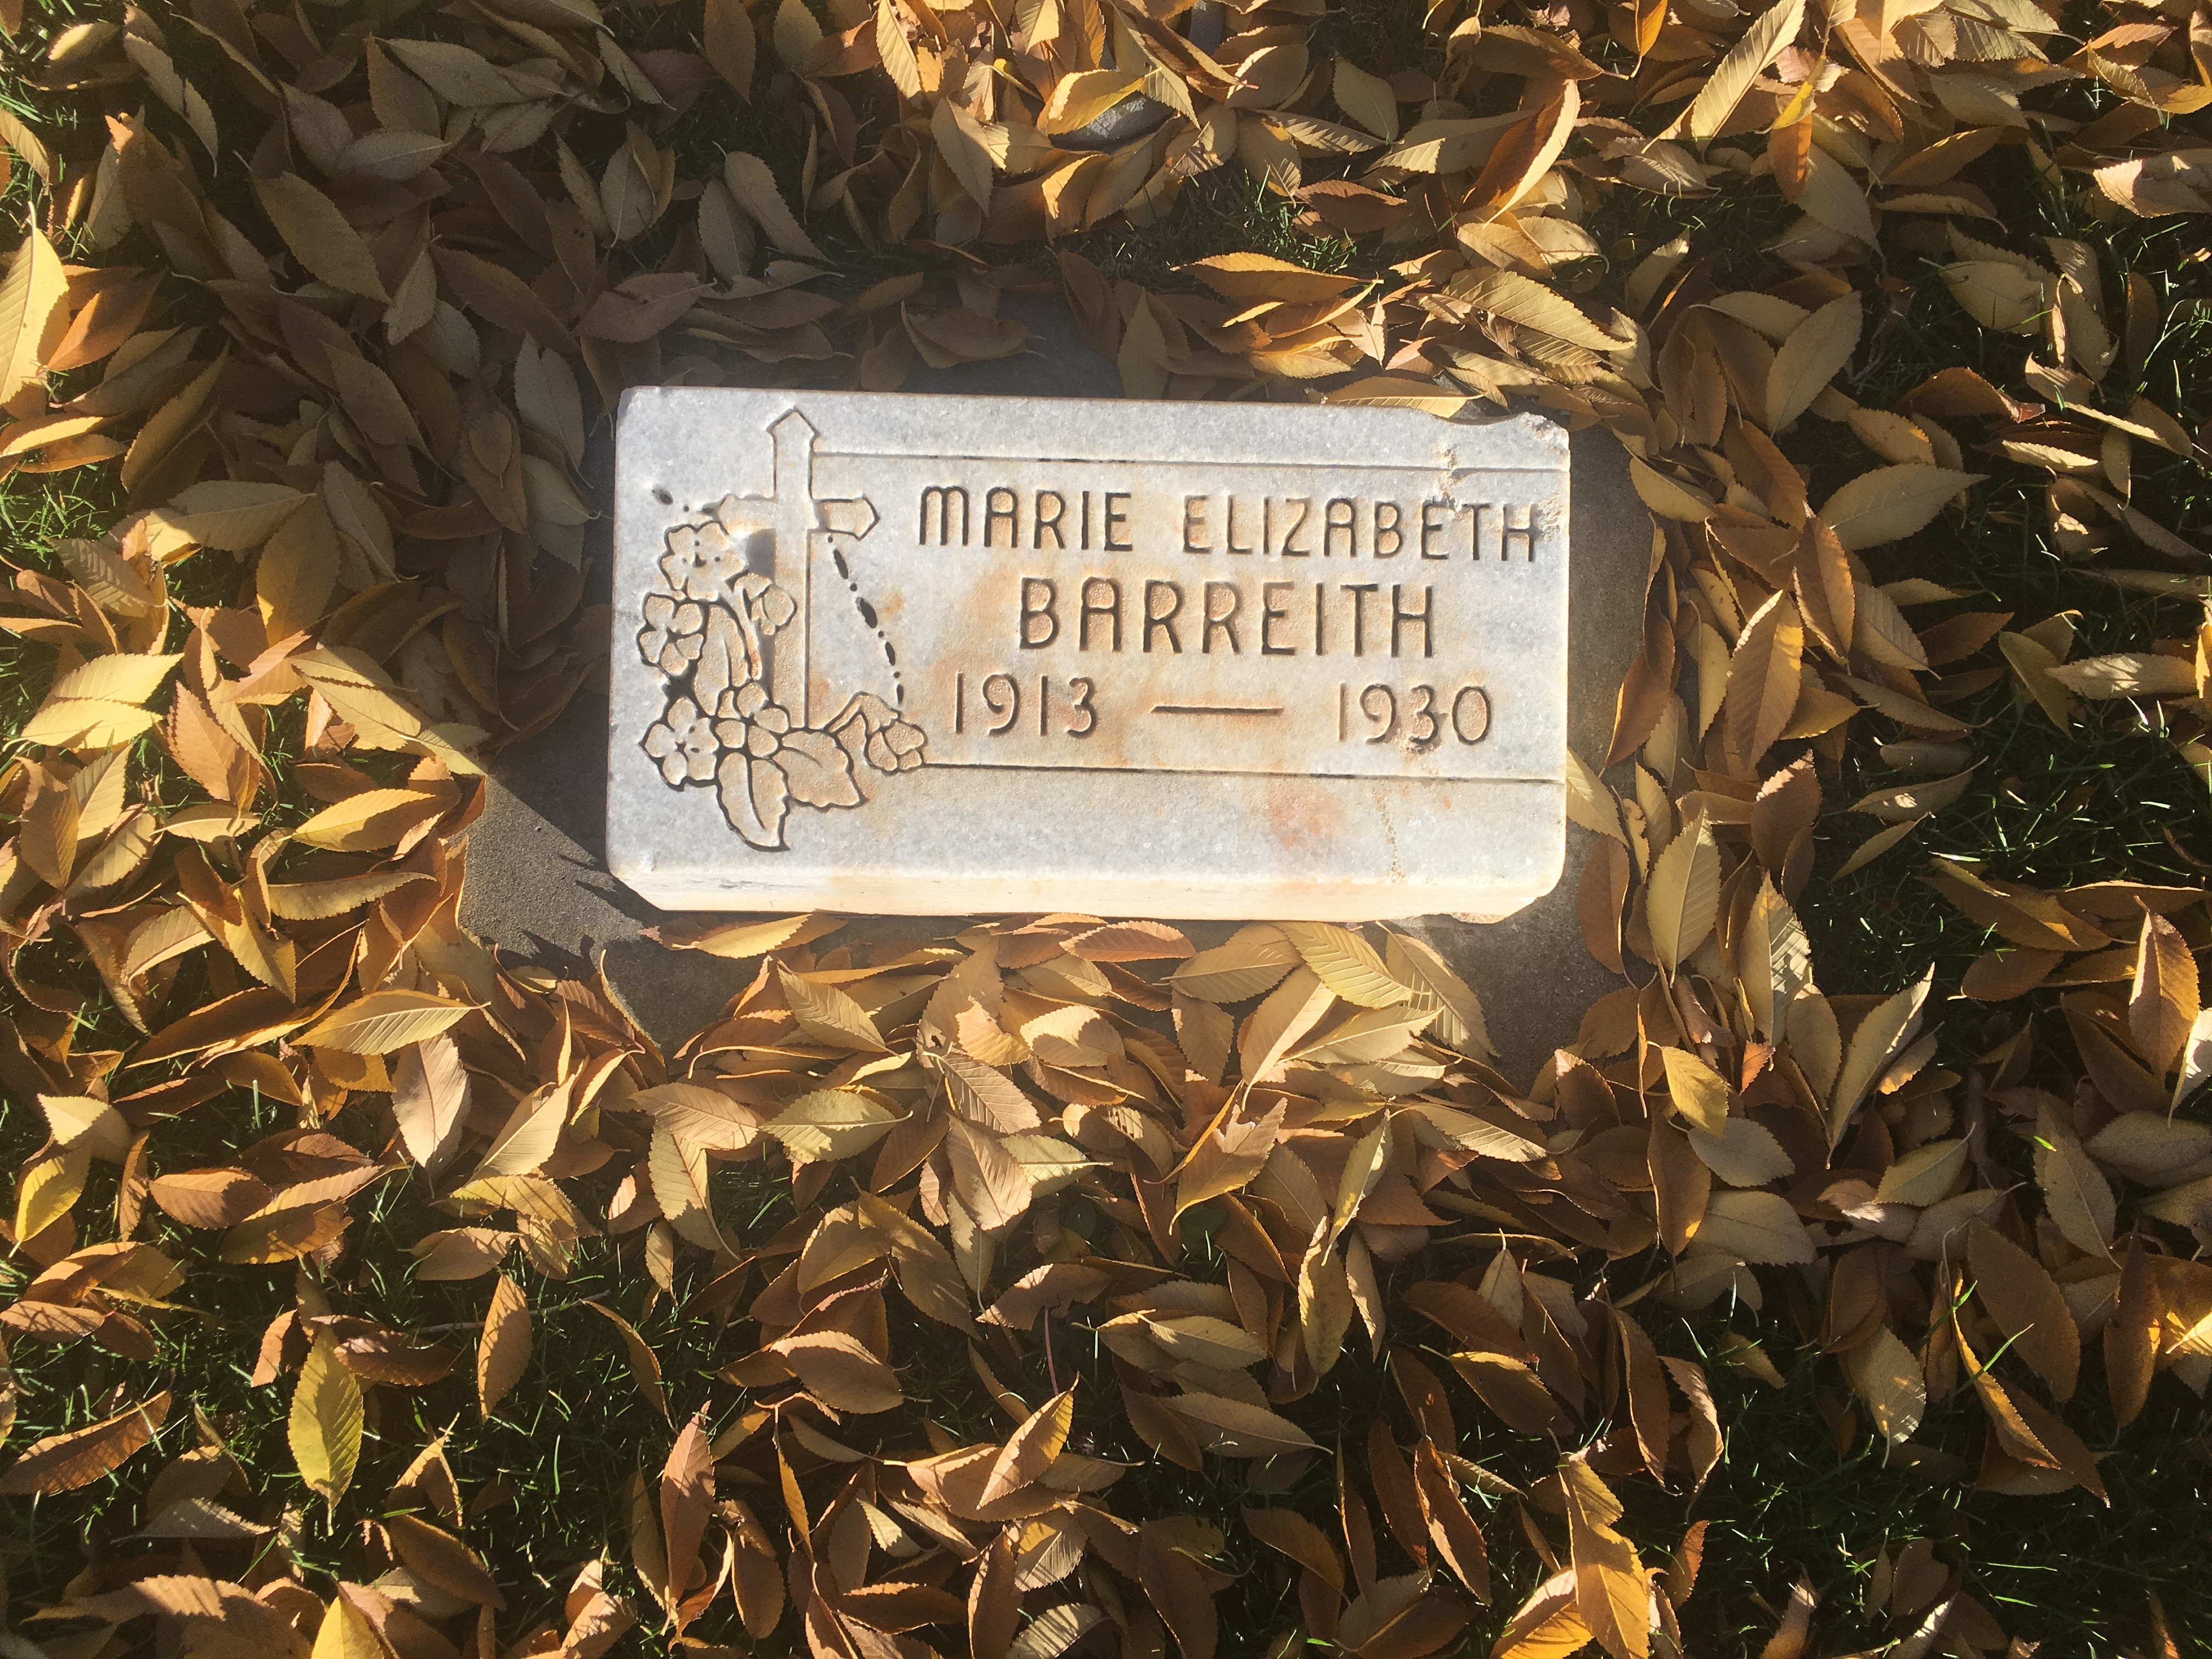 MARIE ELIZABETH
BARREITH
1913 — 1930